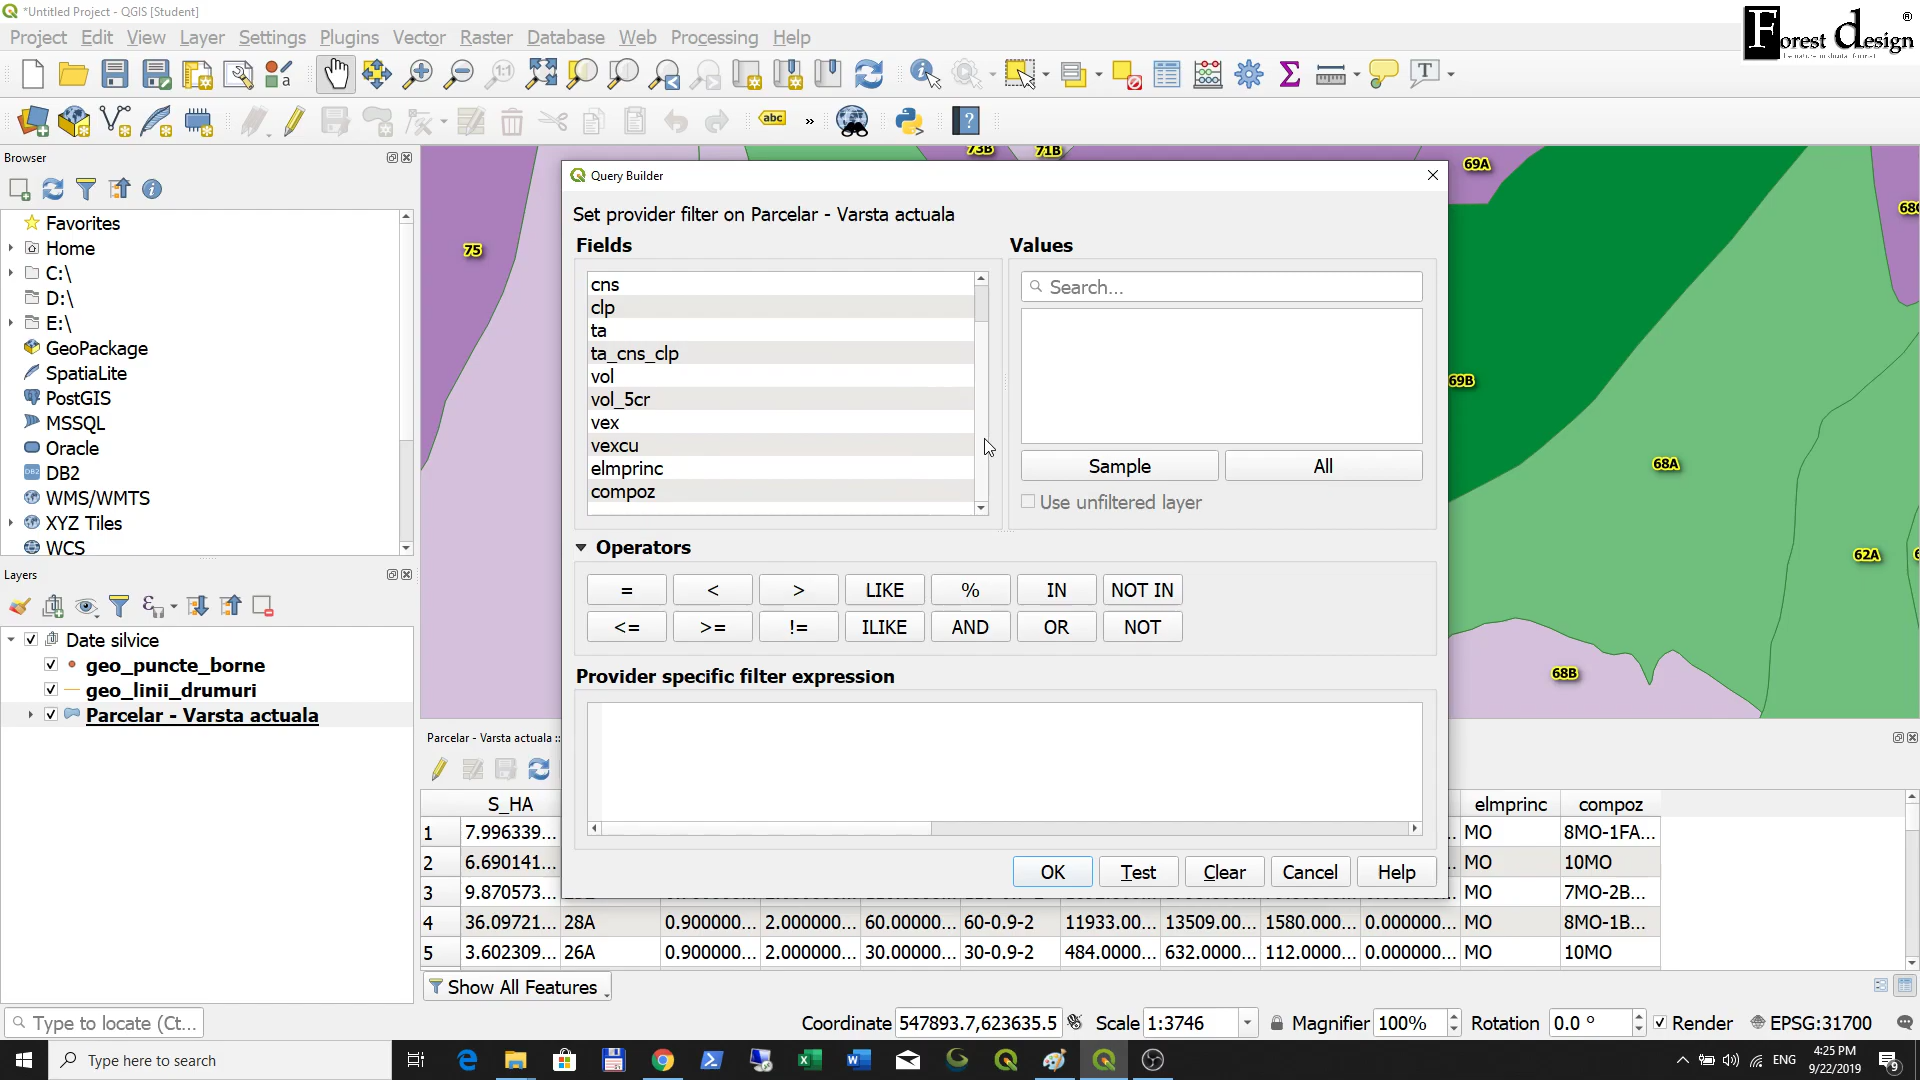 *Untitled Project - QGIS [Student]
Project Edit View Layer Settings Plugins Vector Raster Database Web Processing Help
Forest design ®
1:1
abc
»
T
?
Browser
Favorites
Home
C:\
D:\
E:\
GeoPackage
SpatiaLite
PostGIS
MSSQL
Oracle
DB2
WMS/WMTS
XYZ Tiles
WCS
Layers
Date silvice
geo_puncte_borne
geo_linii_drumuri
Parcelar - Varsta actuala
73B
71B
69A
75
69B
68A
62A
68B
Query Builder
Set provider filter on Parcelar - Varsta actuala
Fields
cns
clp
ta
ta_cns_clp
vol
vol_5cr
vex
vexcu
elmprinc
compoz
Values
Search...
Sample All
Use unfiltered layer
Operators
= < > LIKE % IN NOT IN
<= >= != ILIKE AND OR NOT
Provider specific filter expression
OK Test Clear Cancel Help
Parcelar - Varsta actuala ::
S_HA elmprinc compoz
1 7.996339... MO 8MO-1FA...
2 6.690141... MO 10MO
3 9.870573... MO 7MO-2B...
4 36.09721... 28A 0.900000... 2.000000... 60.00000... 60-0.9-2 11933.00... 13509.00... 1580.000... 0.000000... MO 8MO-1B...
5 3.602309... 26A 0.900000... 2.000000... 30.00000... 30-0.9-2 484.0000... 632.0000... 112.0000... 0.000000... MO 10MO
Show All Features
Type to locate (Ct...
Coordinate 547893.7,623635.5 Scale 1:3746 Magnifier 100% Rotation 0.0 ° Render EPSG:31700
Type here to search
ENG
4:25 PM
9/22/2019
9